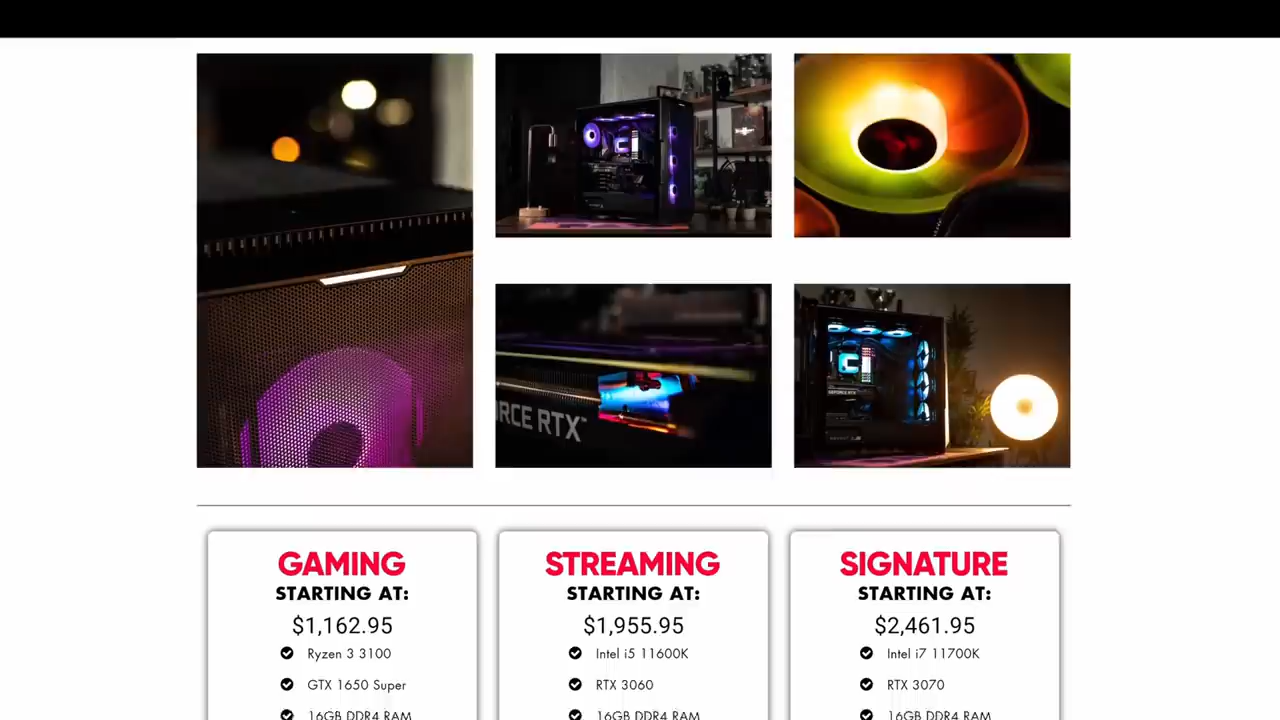 RCE RTX™
GEFORCE RTX
GAMING
STARTING AT:
$1,162.95
Ryzen 3 3100
GTX 1650 Super
16GB DDR4 RAM
STREAMING
STARTING AT:
$1,955.95
Intel i5 11600K
RTX 3060
16GB DDR4 RAM
SIGNATURE
STARTING AT:
$2,461.95
Intel i7 11700K
RTX 3070
16GB DDR4 RAM